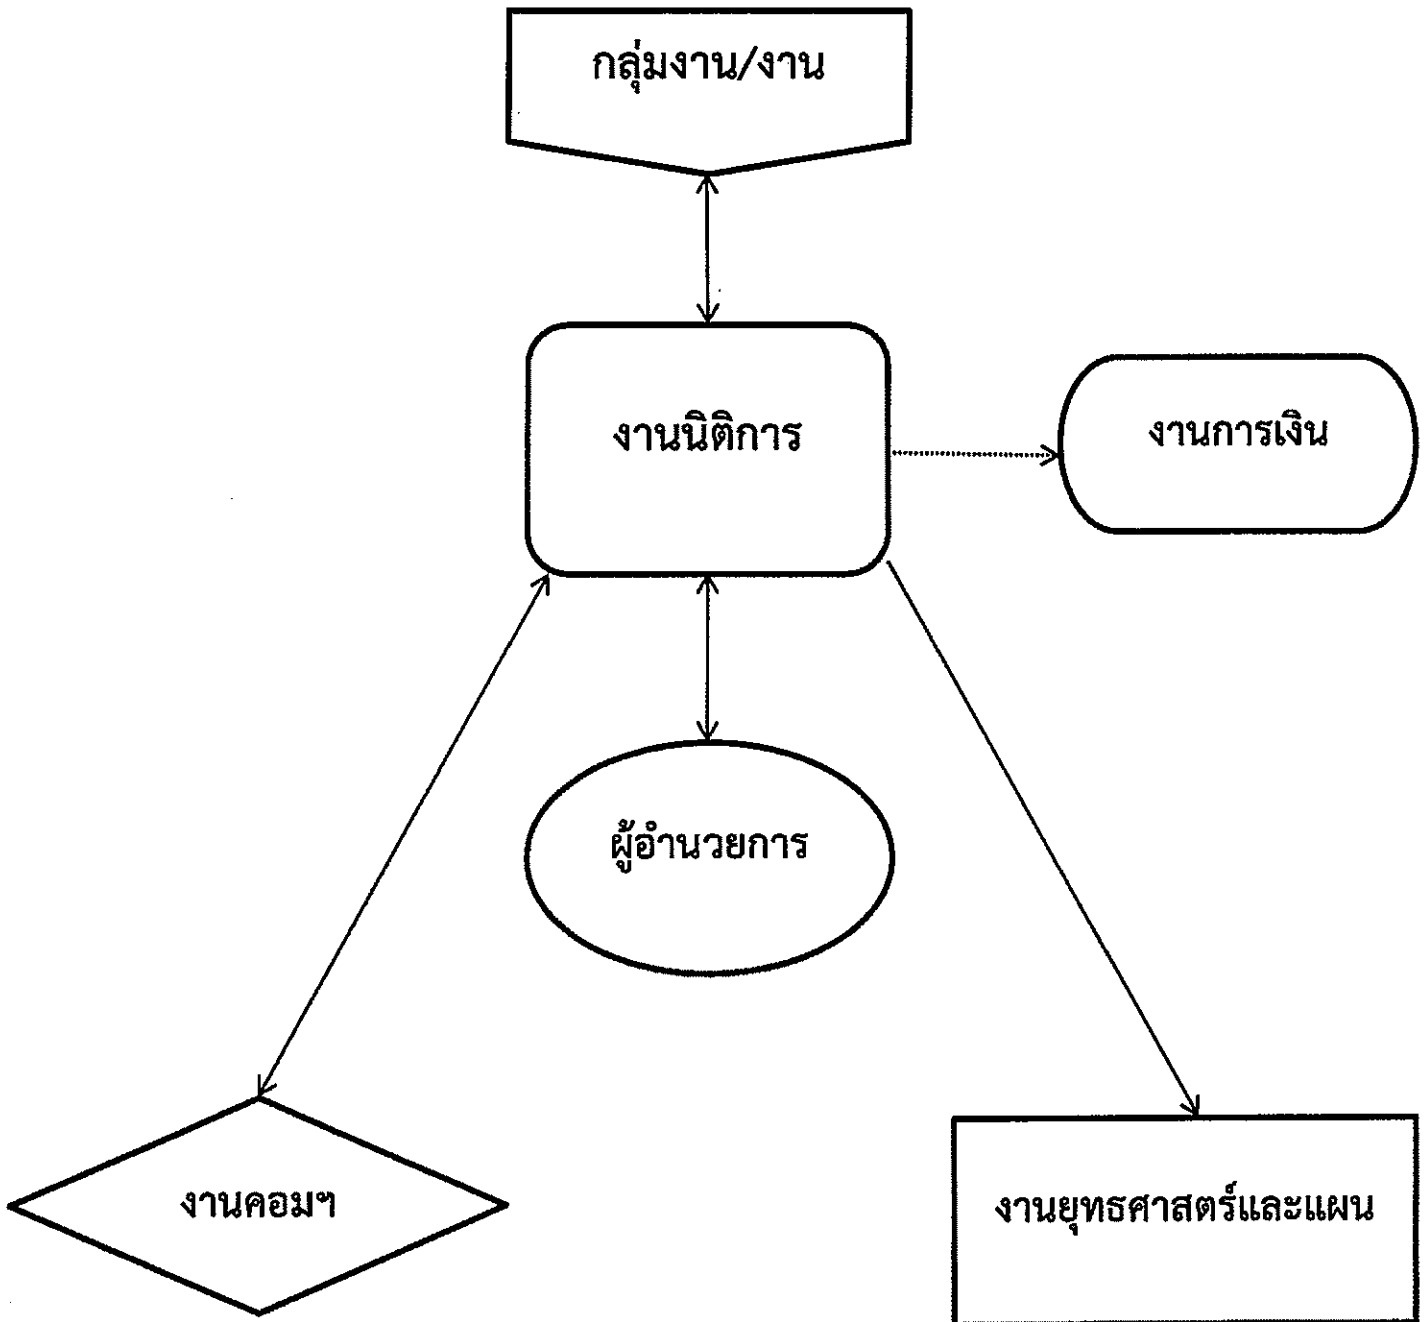 กลุ่มงาน/งาน
งานนิติการ
งานการเงิน
ผู้อำนวยการ
งานคอมฯ
งานยุทธศาสตร์และแผน